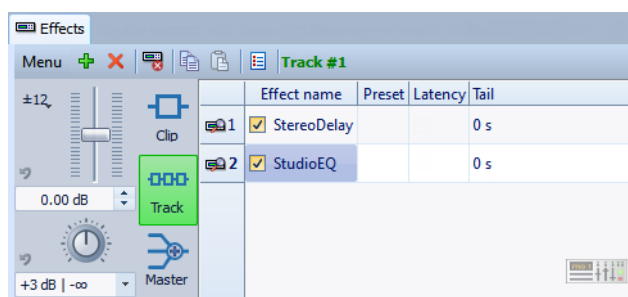 Effects
Menu Track #1
Effect name Preset Latency Tail
±12
Clip
1 StereoDelay 0 s
2 StudioEQ 0 s
0.00 dB
Track
+3 dB | -∞
Master